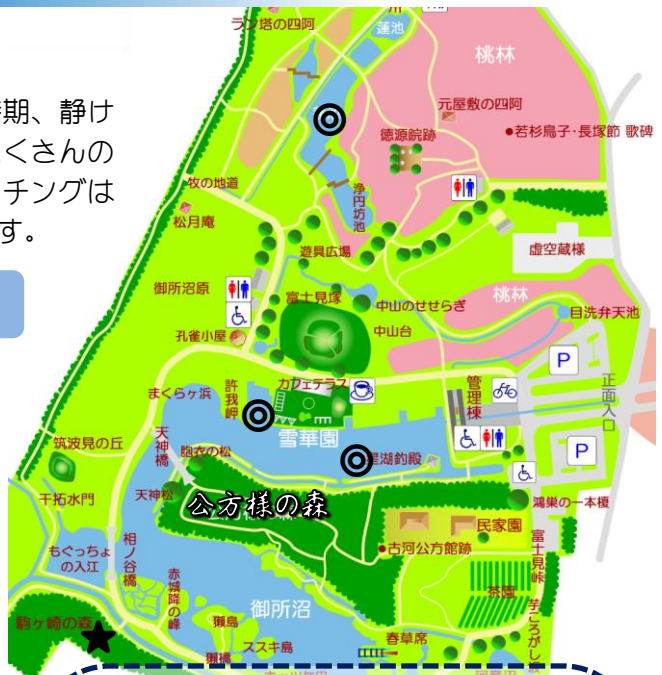 ラン塔の四阿
川
蓮池
桃林
期、静け
くさんの
チングは
す。
元屋敷の四阿
徳源院跡
●若杉鳥子・長塚節 歌碑
牧の地道
浄円坊池
松月庵
遊具広場
虚空蔵様
御所沼原
富士見塚
中山のせせらぎ
桃林
目洗弁天池
孔雀小屋
中山台
P
まくらヶ浜
許我岬
カフェテラス
管理棟
正面入口
雪華園
筑波見の丘
天神橋
胞衣の松
星湖釣殿
P
干拓水門
天神松
公方様の森
鴻巣の一本榎
もぐっちょ
の入江
相ノ谷橋
●古河公方館跡
民家園
富士見峠
赤城降の峰
御所沼
茶園
駒ヶ崎の森
獺島
ススキ島
獺橋
春草席
芋ころがし坂